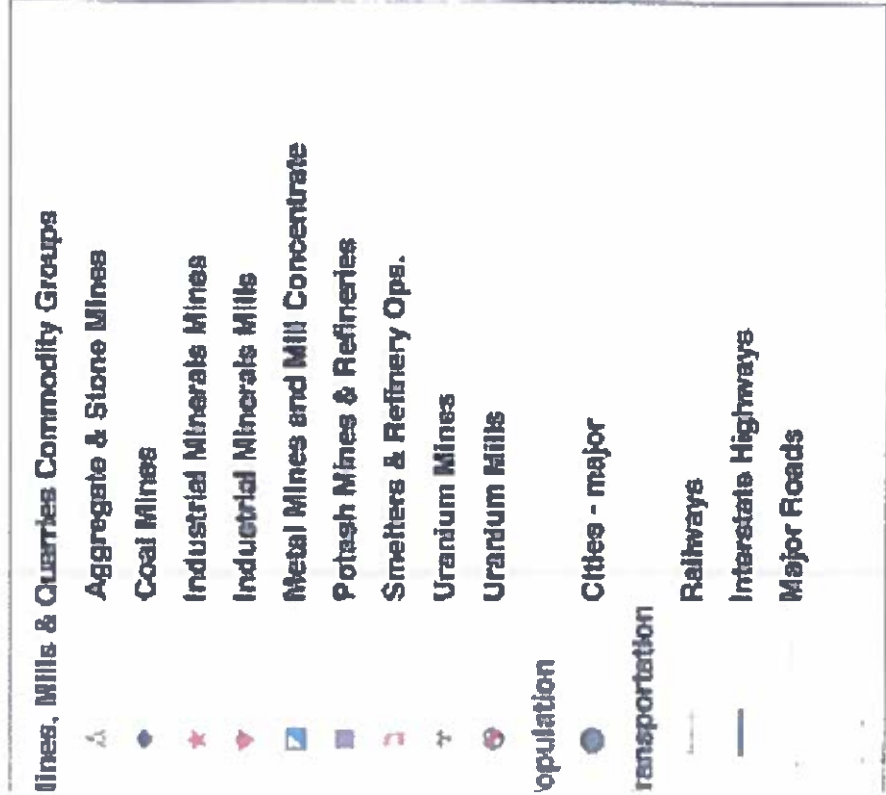 lines, Mills & Quarries Commodity Groups
Aggregate & Stone Mines
Coal Mines
Industrial Minerals Mines
Industrial Minerals Mills
Metal Mines and Mill Concentrate
Potash Mines & Refineries
Smelters & Refinery Ops.
Uranium Mines
Uranium Mills
opulation
Cities - major
ransportation
Railways
Interstate Highways
Major Roads